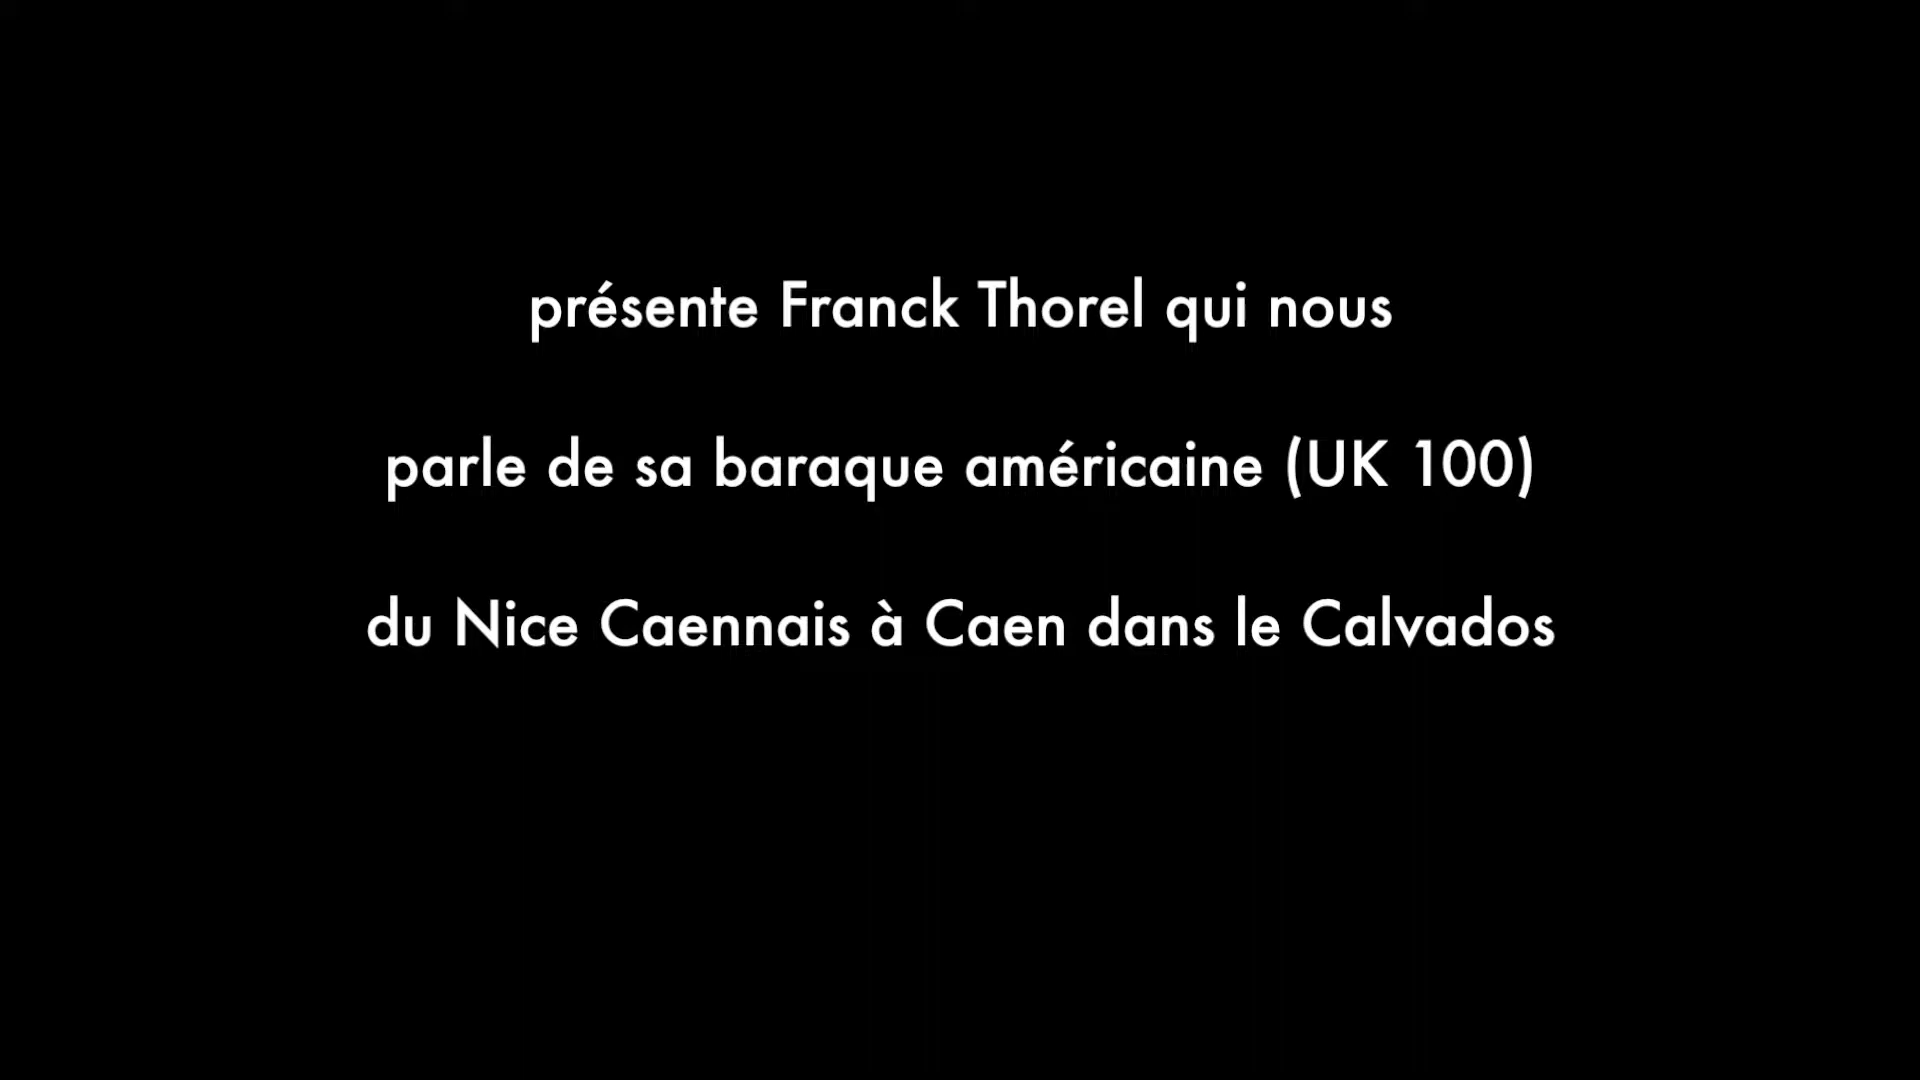 présente Franck Thorel qui nous
parle de sa baraque américaine (UK 100)
du Nice Caennais à Caen dans le Calvados